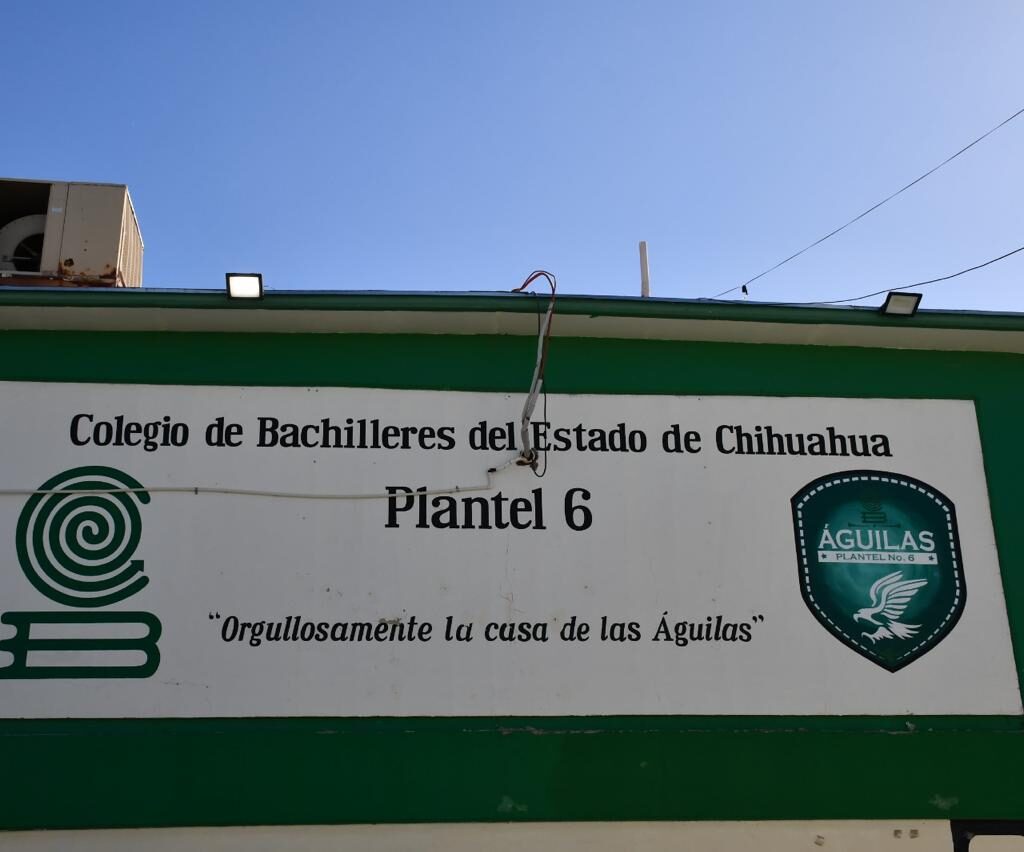 Colegio de Bachilleres del Estado de Chihuahua
Plantel 6
ÁGUILAS
PLANTEL No. 6
“Orgullosamente la casa de las Águilas”